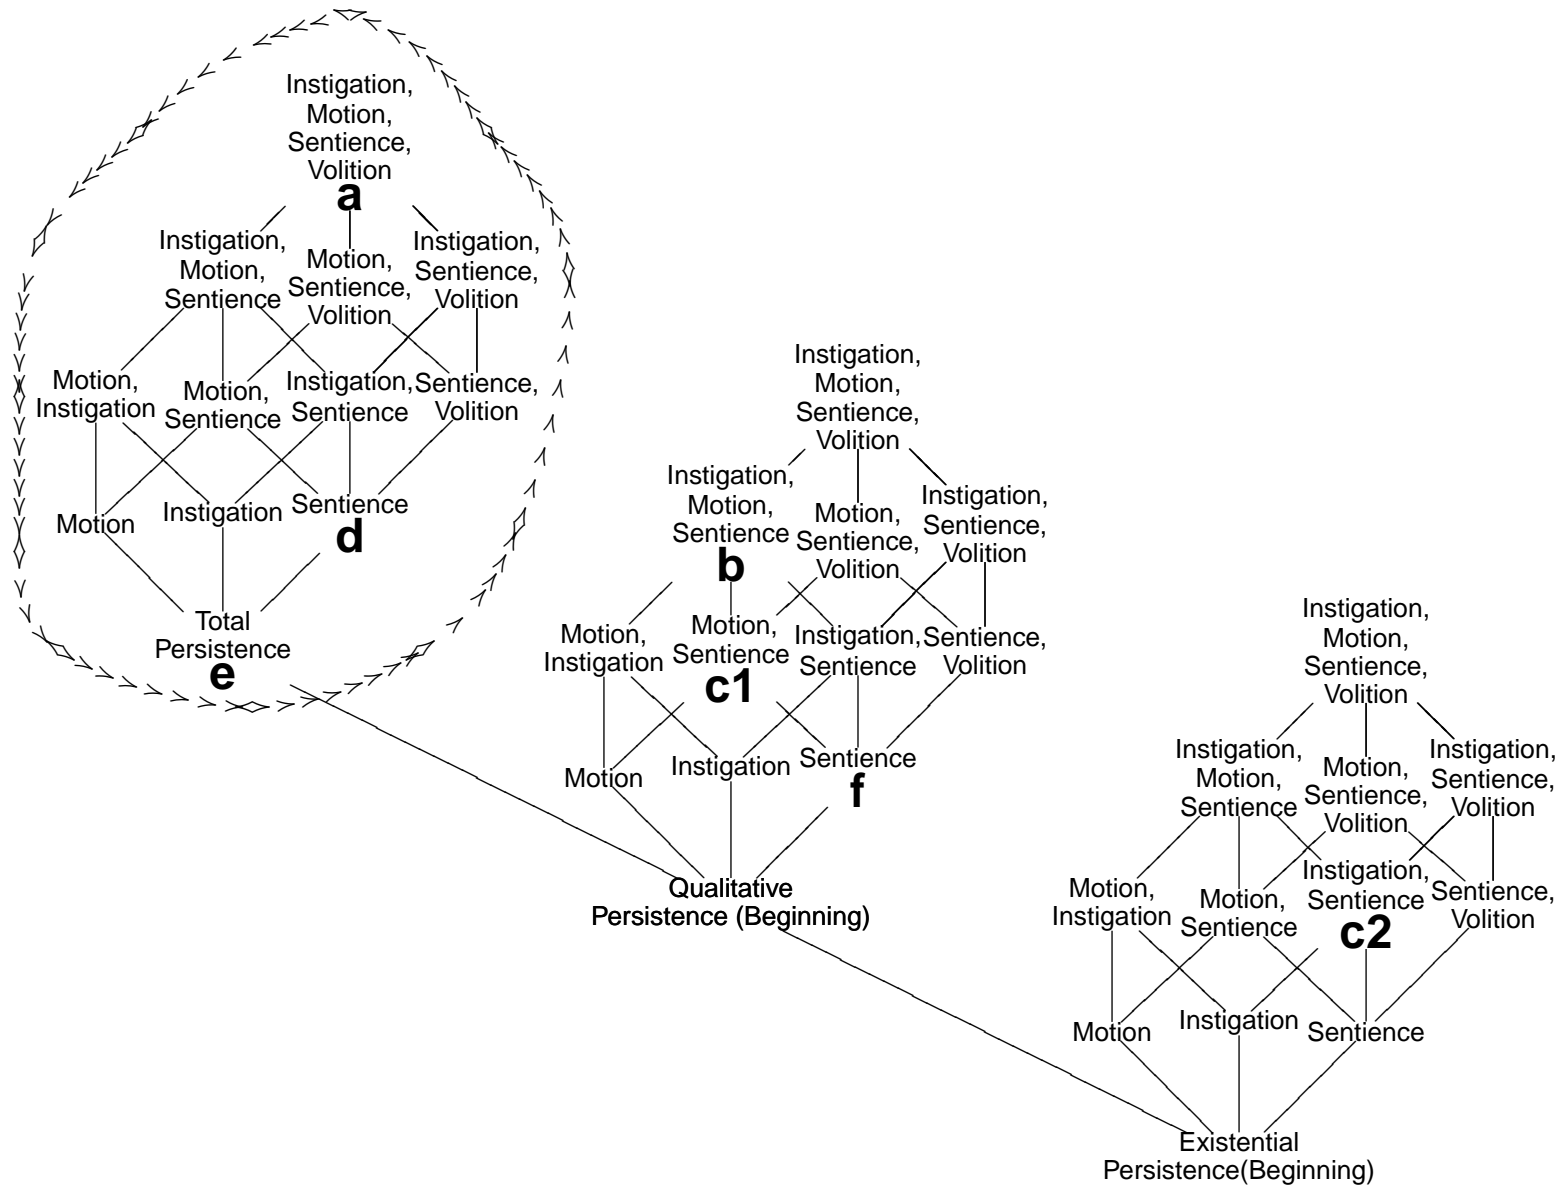 Instigation,
Motion,
Sentience,
Volition
a
Instigation,
Motion,
Sentience
Motion,
Sentience,
Volition
Instigation,
Sentience,
Volition
Motion,
Instigation
Motion,
Sentience
Instigation,
Sentience
Sentience,
Volition
Motion
Instigation
Sentience
d
Total
Persistence
e
Instigation,
Motion,
Sentience,
Volition
Instigation,
Motion,
Sentience
b
Motion,
Sentience,
Volition
Instigation,
Sentience,
Volition
Motion,
Instigation
Motion,
Sentience
c1
Instigation,
Sentience
Sentience,
Volition
Motion
Instigation
Sentience
f
Qualitative
Persistence (Beginning)
Instigation,
Motion,
Sentience,
Volition
Instigation,
Motion,
Sentience
Motion,
Sentience,
Volition
Instigation,
Sentience,
Volition
Motion,
Instigation
Motion,
Sentience
Instigation,
Sentience
c2
Sentience,
Volition
Motion
Instigation
Sentience
Existential
Persistence(Beginning)